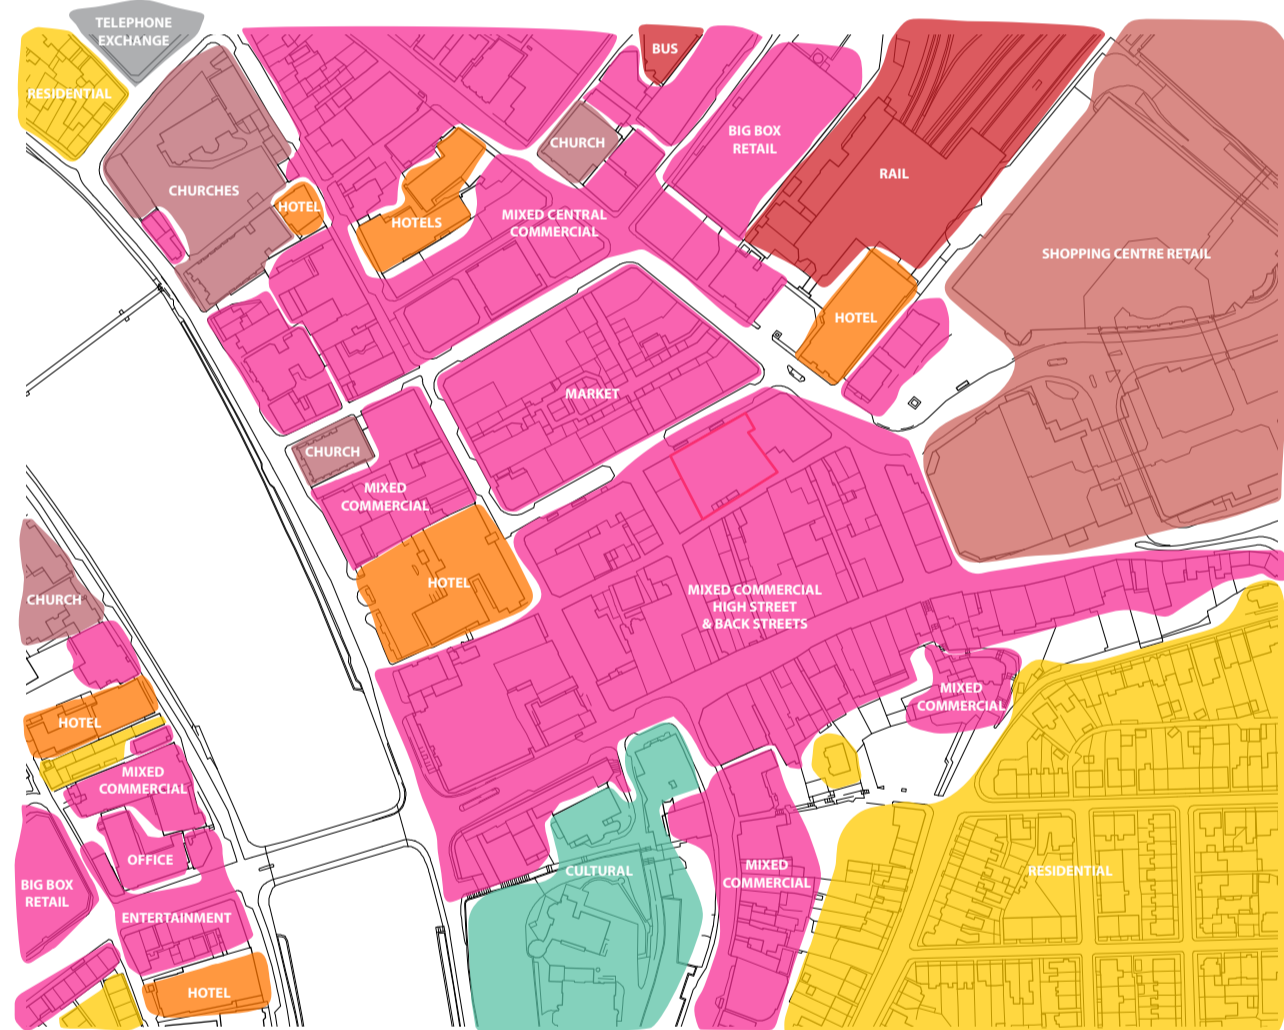 TELEPHONE
EXCHANGE
BUS
RESIDENTIAL
BIG BOX
RETAIL
CHURCH
RAIL
CHURCHES
HOTEL
HOTELS
MIXED CENTRAL
COMMERCIAL
SHOPPING CENTRE RETAIL
HOTEL
MARKET
CHURCH
MIXED
COMMERCIAL
HOTEL
MIXED COMMERCIAL
HIGH STREET
& BACK STREETS
CHURCH
MIXED
COMMERCIAL
HOTEL
MIXED
COMMERCIAL
OFFICE
CULTURAL
MIXED
COMMERCIAL
RESIDENTIAL
BIG BOX
RETAIL
ENTERTAINMENT
HOTEL